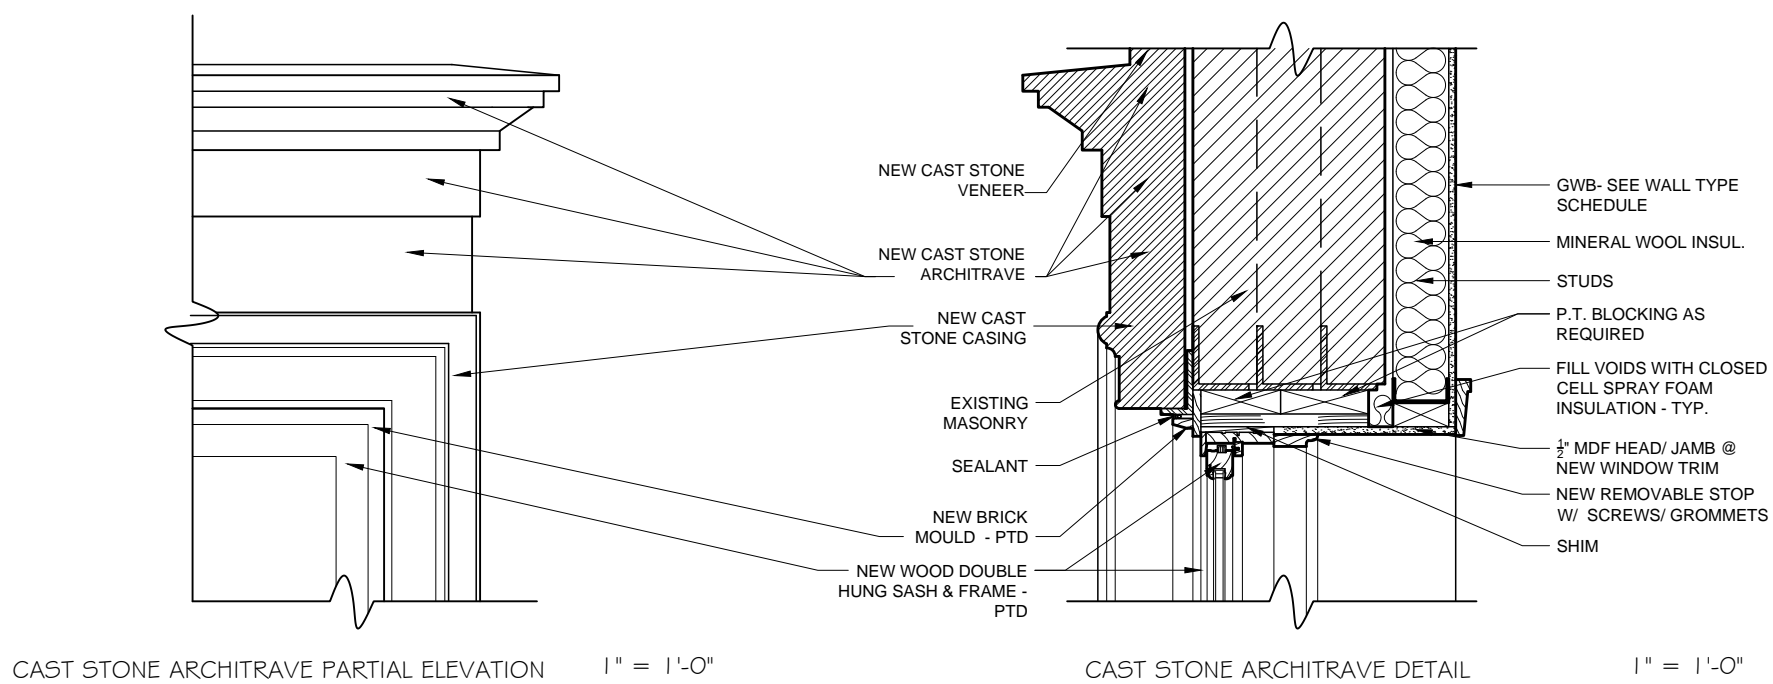 NEW CAST STONE
VENEER
NEW CAST STONE
ARCHITRAVE
NEW CAST
STONE CASING
EXISTING
MASONRY
SEALANT
NEW BRICK
MOULD - PTD
NEW WOOD DOUBLE
HUNG SASH & FRAME -
PTD
GWB- SEE WALL TYPE
SCHEDULE
MINERAL WOOL INSUL.
STUDS
P.T. BLOCKING AS
REQUIRED
FILL VOIDS WITH CLOSED
CELL SPRAY FOAM
INSULATION - TYP.
1/2" MDF HEAD/ JAMB @
NEW WINDOW TRIM
NEW REMOVABLE STOP
W/ SCREWS/ GROMMETS
SHIM
CAST STONE ARCHITRAVE PARTIAL ELEVATION 1" = 1'-0"
CAST STONE ARCHITRAVE DETAIL 1" = 1'-0"